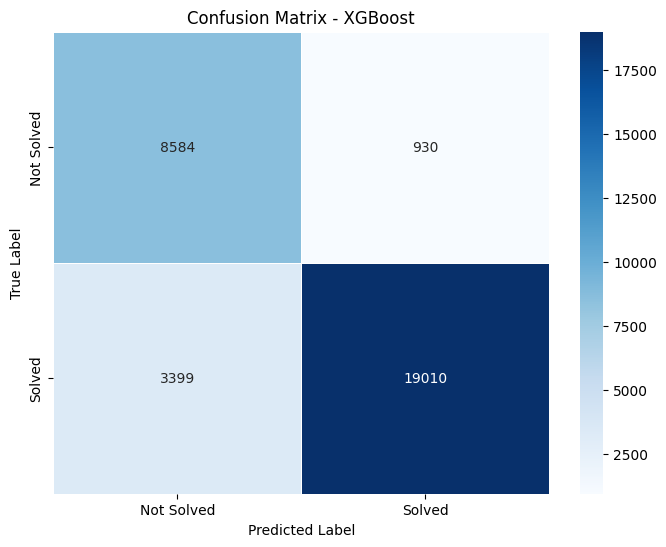 Confusion Matrix - XGBoost
True Label
Not Solved
8584
930
Solved
3399
19010
Not Solved
Solved
Predicted Label
17500
15000
12500
10000
7500
5000
2500